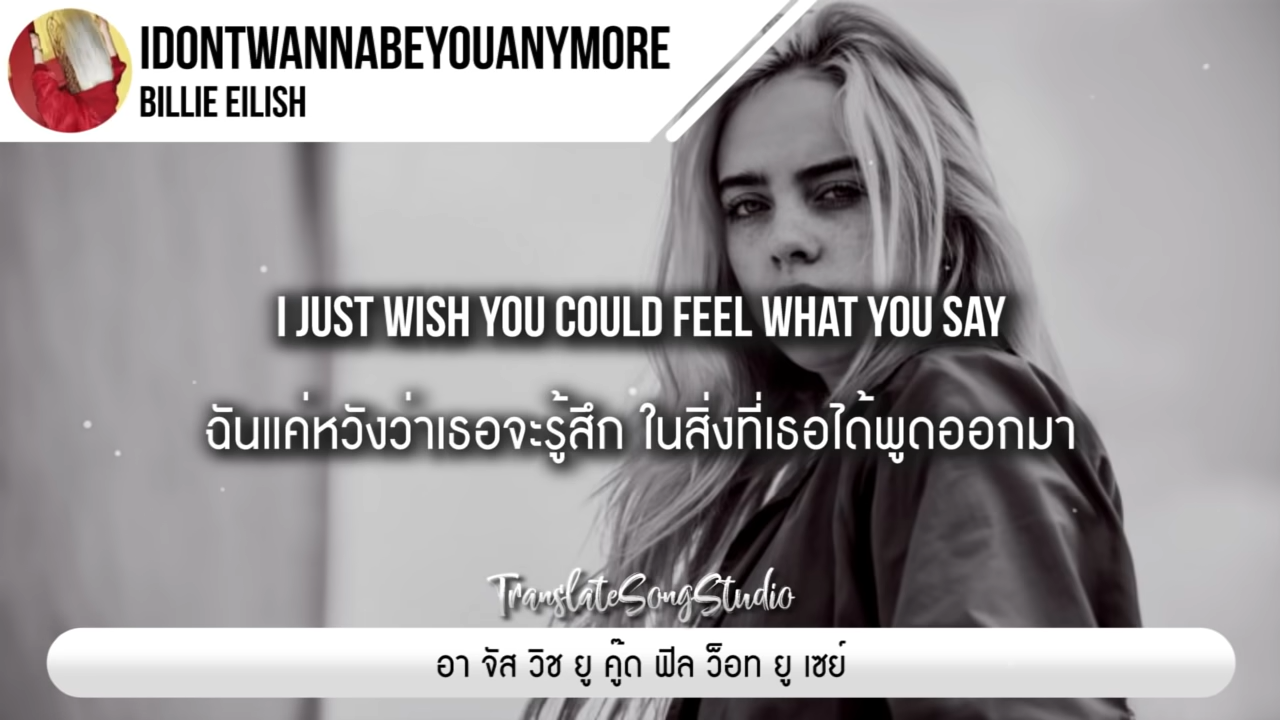 IDONTWANNABEYOUANYMORE
BILLIE EILISH
I JUST WISH YOU COULD FEEL WHAT YOU SAY
ฉันแค่หวังว่าเธอจะรู้สึก ในสิ่งที่เธอได้พูดออกมา
TranslateSongStudio
อา จัส วิช ยู คู๊ด ฟิล ว็อท ยู เซย์